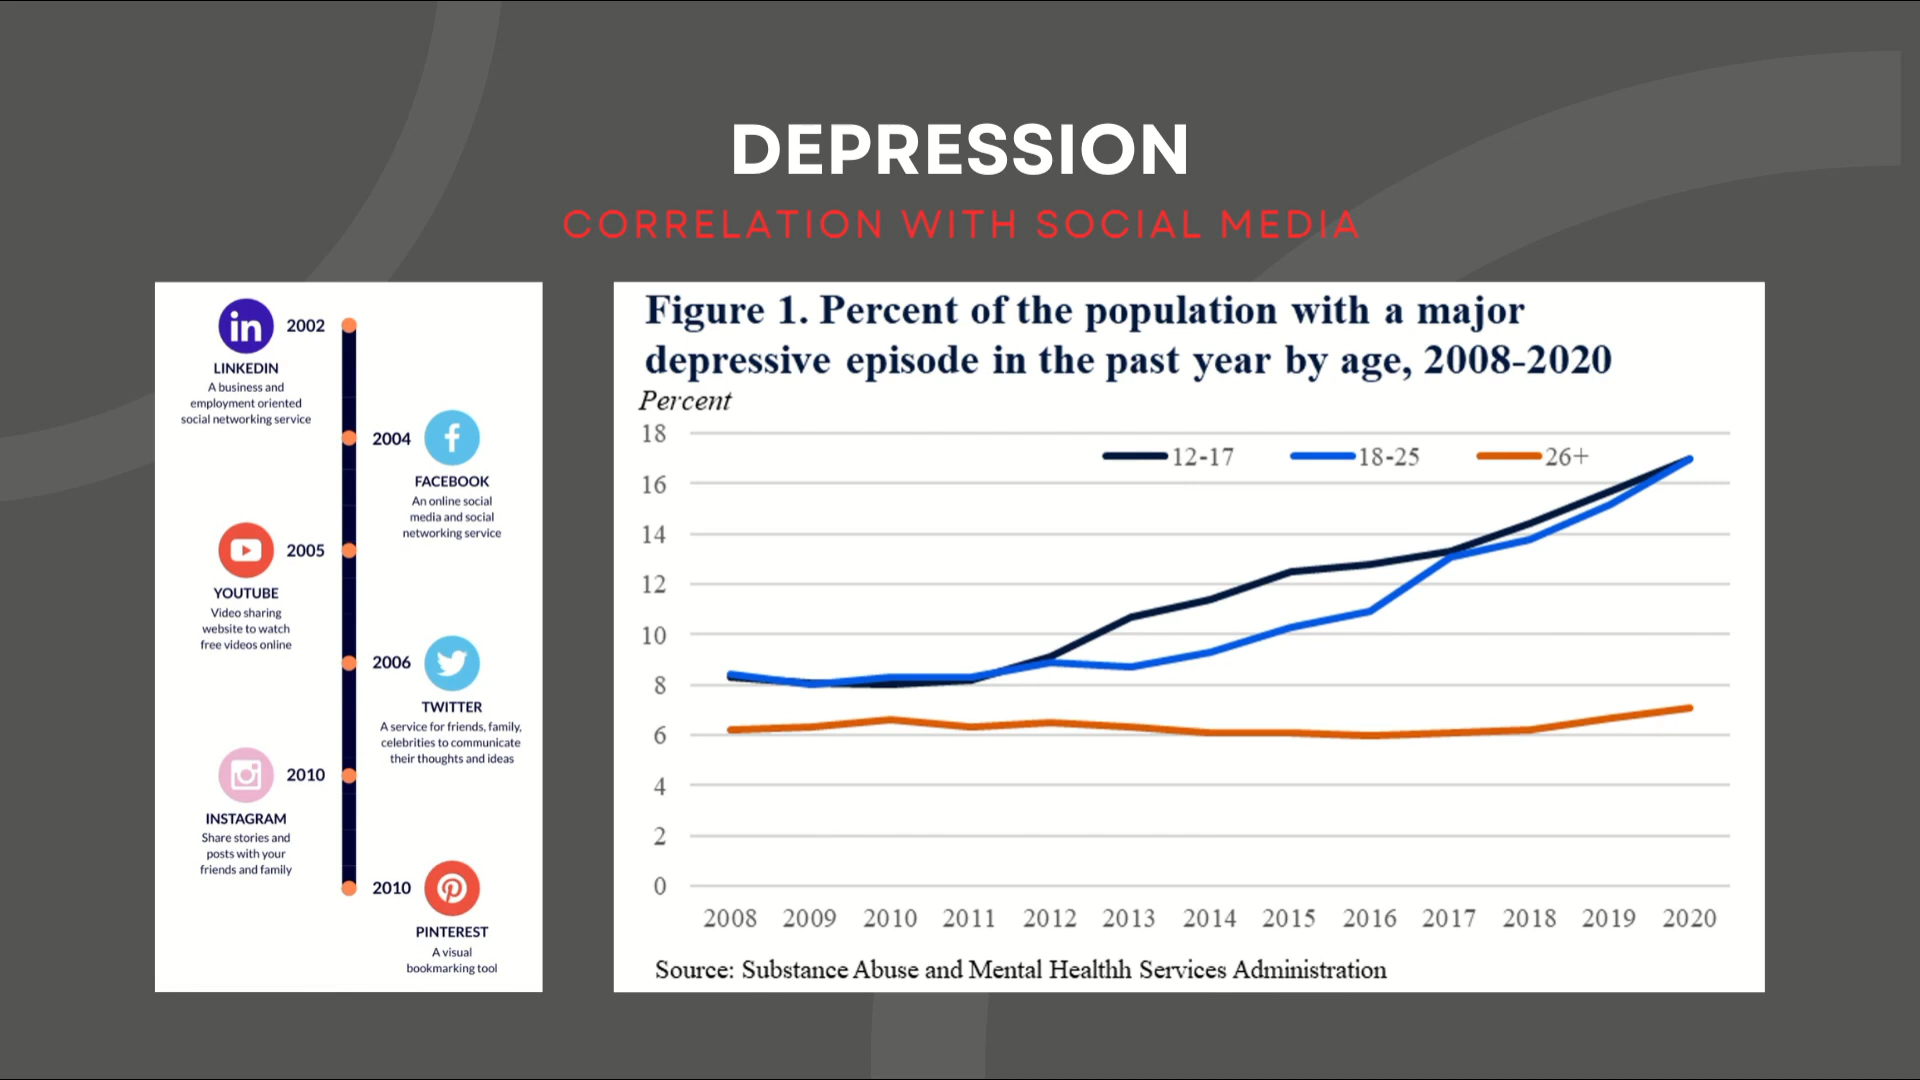 DEPRESSION
CORRELATION WITH SOCIAL MEDIA
in
2002
LINKEDIN
A business and
employment oriented
social networking service
2004
f
FACEBOOK
An online social
media and social
networking service
2005
YOUTUBE
Video sharing
website to watch
free videos online
2006
TWITTER
A service for friends, family,
celebrities to communicate
their thoughts and ideas
2010
INSTAGRAM
Share stories and
posts with your
friends and family
2010
PINTEREST
A visual
bookmarking tool
Figure 1. Percent of the population with a major
depressive episode in the past year by age, 2008-2020
Percent
12-17 18-25 26+
18
16
14
12
10
8
6
4
2
0
2008 2009 2010 2011 2012 2013 2014 2015 2016 2017 2018 2019 2020
Source: Substance Abuse and Mental Healthh Services Administration